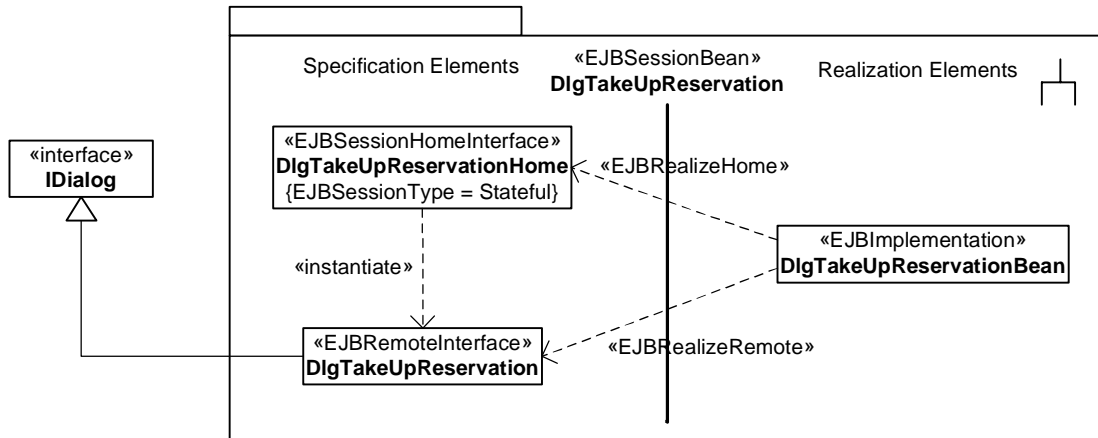 Specification Elements
«EJBSessionBean»
DlgTakeUpReservation
Realization Elements
«interface»
IDialog
«EJBSessionHomeInterface»
DlgTakeUpReservationHome
{EJBSessionType = Stateful}
«EJBRealizeHome»
«EJBImplementation»
DlgTakeUpReservationBean
«instantiate»
«EJBRemoteInterface»
DlgTakeUpReservation
«EJBRealizeRemote»